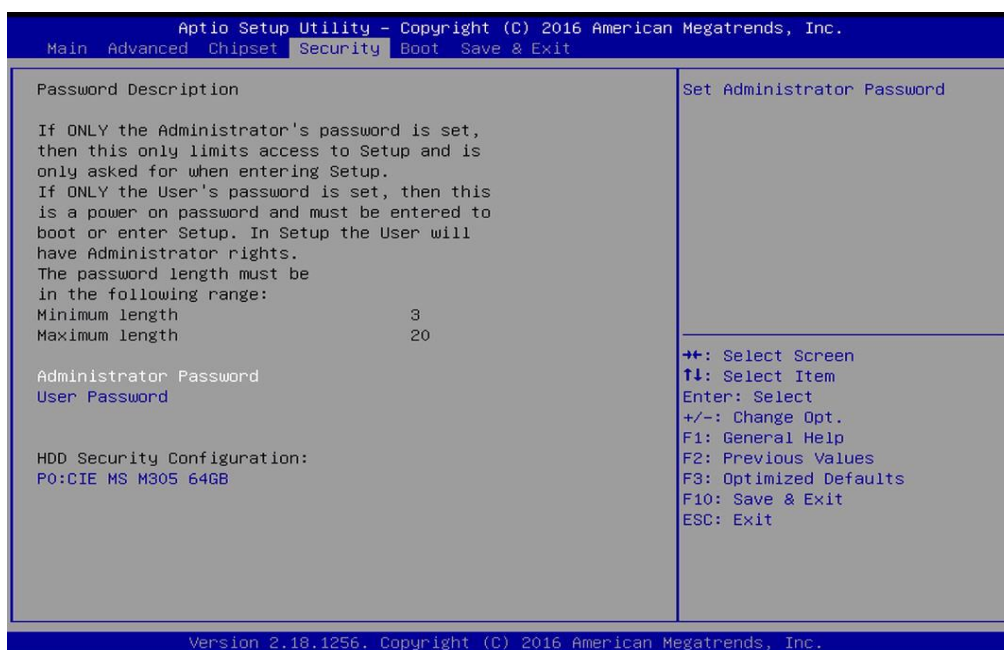 Aptio Setup Utility – Copyright (C) 2016 American Megatrends, Inc.
Main Advanced Chipset Security Boot Save & Exit
Password Description
If ONLY the Administrator's password is set,
then this only limits access to Setup and is
only asked for when entering Setup.
If ONLY the User's password is set, then this
is a power on password and must be entered to
boot or enter Setup. In Setup the User will
have Administrator rights.
The password length must be
in the following range:
Minimum length 3
Maximum length 20
Administrator Password
User Password
HDD Security Configuration:
P0:CIE MS M305 64GB
Set Administrator Password
→←: Select Screen
↑↓: Select Item
Enter: Select
+/-: Change Opt.
F1: General Help
F2: Previous Values
F3: Optimized Defaults
F10: Save & Exit
ESC: Exit
Version 2.18.1256. Copyright (C) 2016 American Megatrends, Inc.